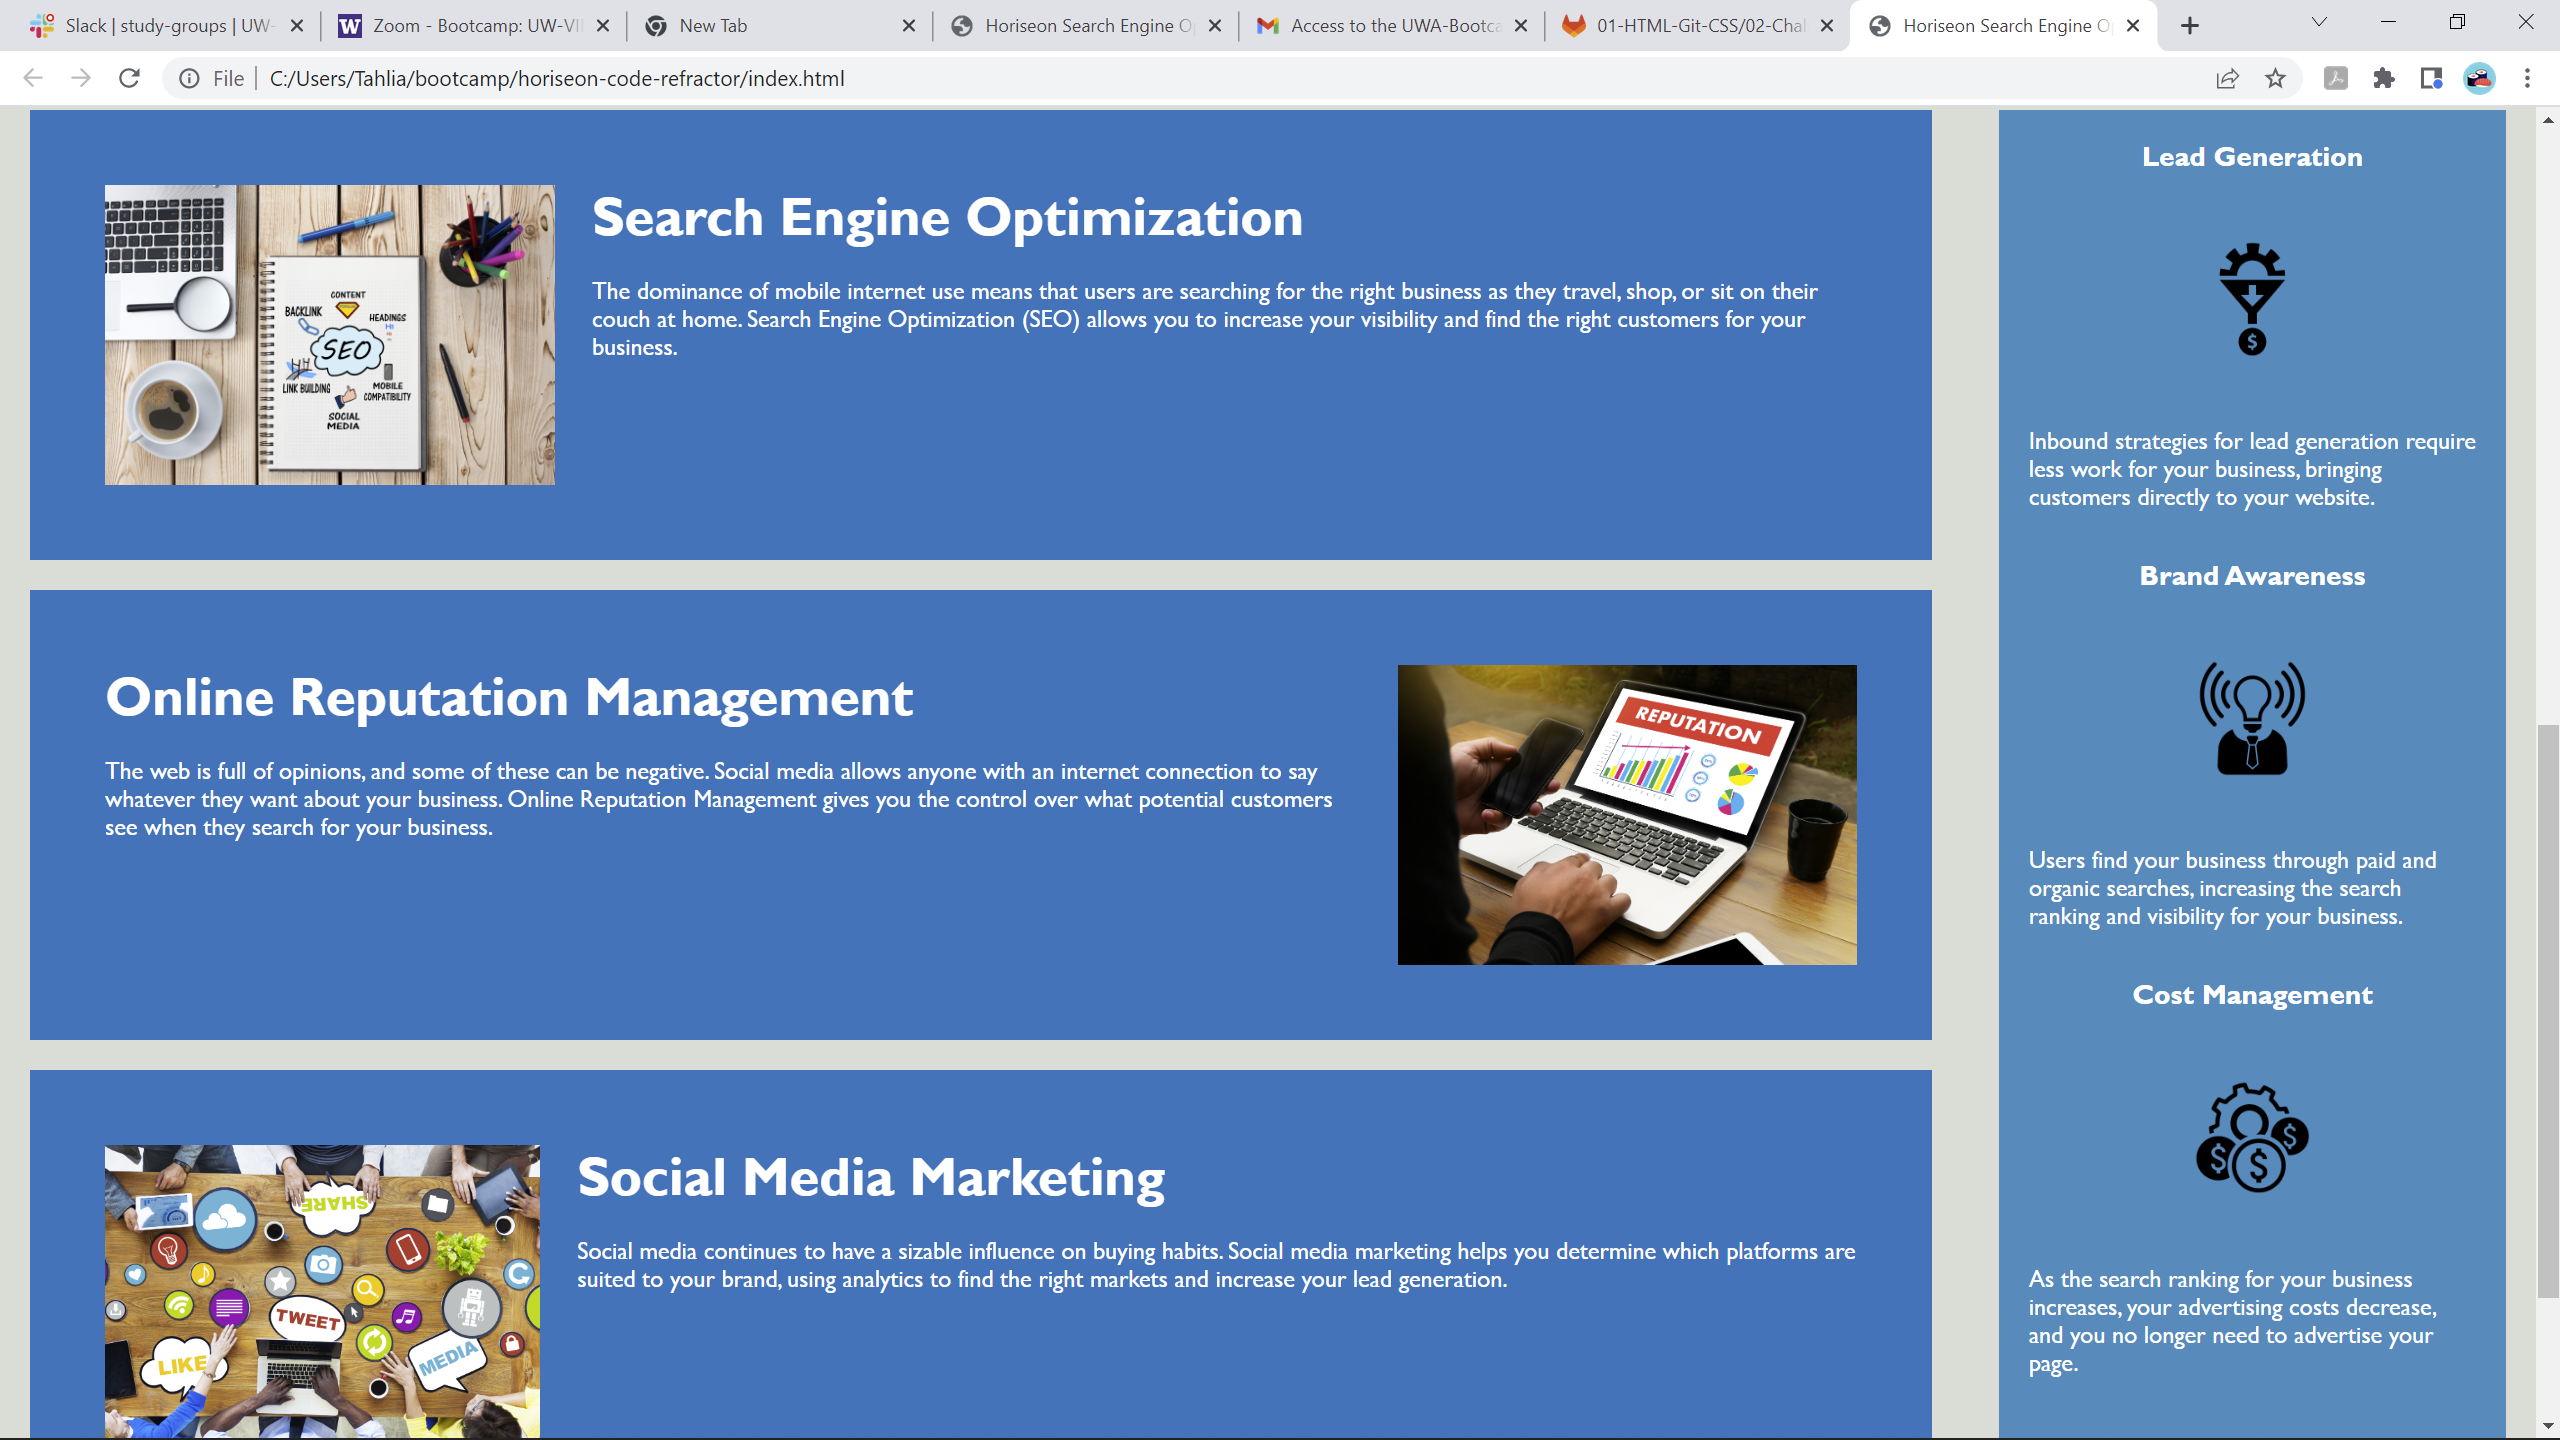 Slack | study-groups | UW-
Zoom - Bootcamp: UW-VI
New Tab
Horiseon Search Engine O
Access to the UWA-Bootca
01-HTML-Git-CSS/02-Chal
Horiseon Search Engine O
File
C:/Users/Tahlia/bootcamp/horiseon-code-refractor/index.html
CONTENT
BACKLINK
HEADINGS
H1
SEO
LINK BUILDING
MOBILE
COMPATIBILITY
SOCIAL
MEDIA
Search Engine Optimization
The dominance of mobile internet use means that users are searching for the right business as they travel, shop, or sit on their
couch at home. Search Engine Optimization (SEO) allows you to increase your visibility and find the right customers for your
business.
Online Reputation Management
The web is full of opinions, and some of these can be negative. Social media allows anyone with an internet connection to say
whatever they want about your business. Online Reputation Management gives you the control over what potential customers
see when they search for your business.
REPUTATION
SHARE
TWEET
LIKE
MEDIA
Social Media Marketing
Social media continues to have a sizable influence on buying habits. Social media marketing helps you determine which platforms are
suited to your brand, using analytics to find the right markets and increase your lead generation.
Lead Generation
$
Inbound strategies for lead generation require
less work for your business, bringing
customers directly to your website.
Brand Awareness
Users find your business through paid and
organic searches, increasing the search
ranking and visibility for your business.
Cost Management
$
$
$
As the search ranking for your business
increases, your advertising costs decrease,
and you no longer need to advertise your
page.